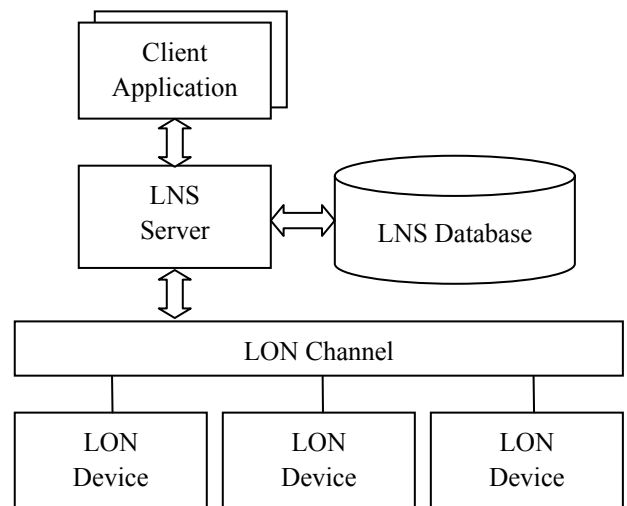 Client
Application
LNS
Server
LNS Database
LON Channel
LON
Device
LON
Device
LON
Device